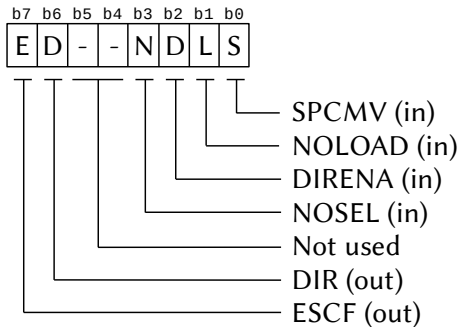 b7 b6 b5 b4 b3 b2 b1 b0
E D - - N D L S
SPCMV (in)
NOLOAD (in)
DIRENA (in)
NOSEL (in)
Not used
DIR (out)
ESCF (out)